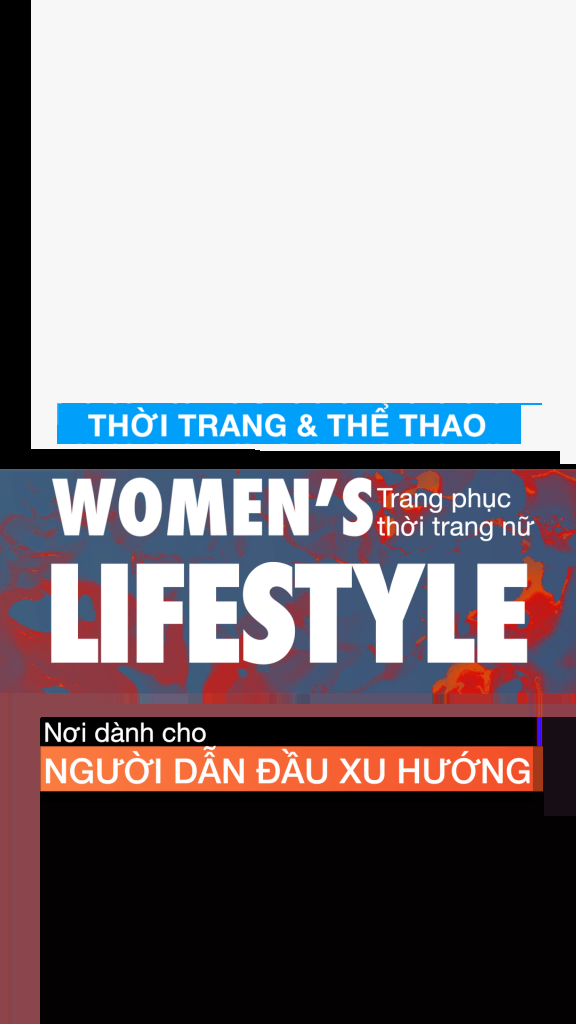 THỜI TRANG & THỂ THAO
WOMEN'S
Trang phục
thời trang nữ
LIFESTYLE
Nơi dành cho
NGƯỜI DẪN ĐẦU XU HƯỚNG